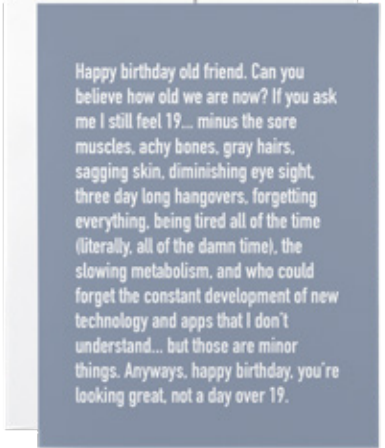 Happy birthday old friend. Can you
believe how old we are now? If you ask
me I still feel 19... minus the sore
muscles, achy bones, gray hairs,
sagging skin, diminishing eye sight,
three day long hangovers, forgetting
everything, being tired all of the time
(literally, all of the damn time), the
slowing metabolism, and who could
forget the constant development of new
technology and apps that I don't
understand... but those are minor
things. Anyways, happy birthday, you're
looking great, not a day over 19.